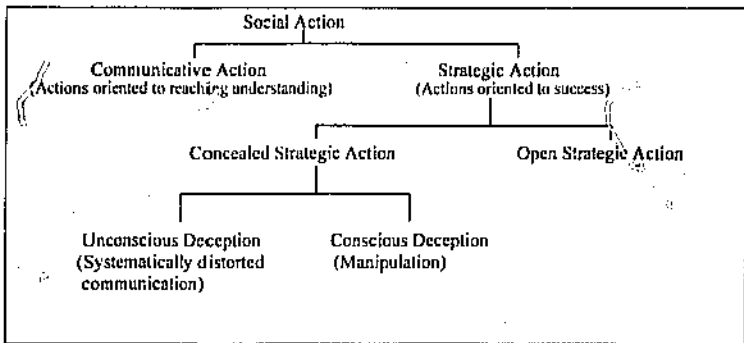 Social Action
Communicative Action
(Actions oriented to reaching understanding)
Strategic Action
(Actions oriented to success)
Concealed Strategic Action
Open Strategic Action
Unconscious Deception
(Systematically distorted
communication)
Conscious Deception
(Manipulation)